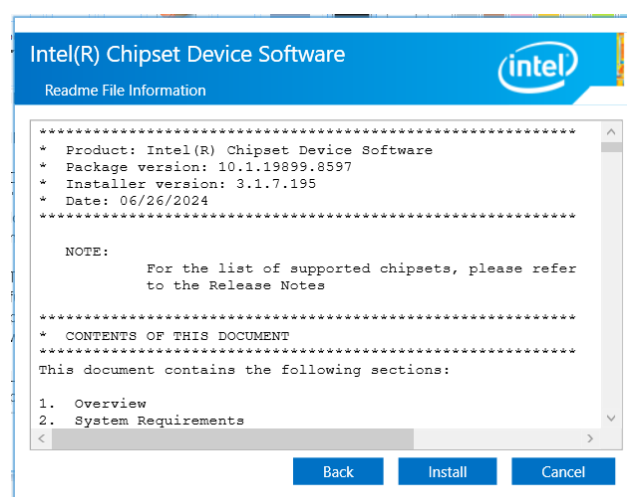 Intel(R) Chipset Device Software
intel
Readme File Information
*************************************************************
* Product: Intel(R) Chipset Device Software
* Package version: 10.1.19899.8597
* Installer version: 3.1.7.195
* Date: 06/26/2024
*************************************************************
NOTE:
For the list of supported chipsets, please refer
to the Release Notes
*************************************************************
* CONTENTS OF THIS DOCUMENT
*************************************************************
This document contains the following sections:
1. Overview
2. System Requirements
Back Install Cancel